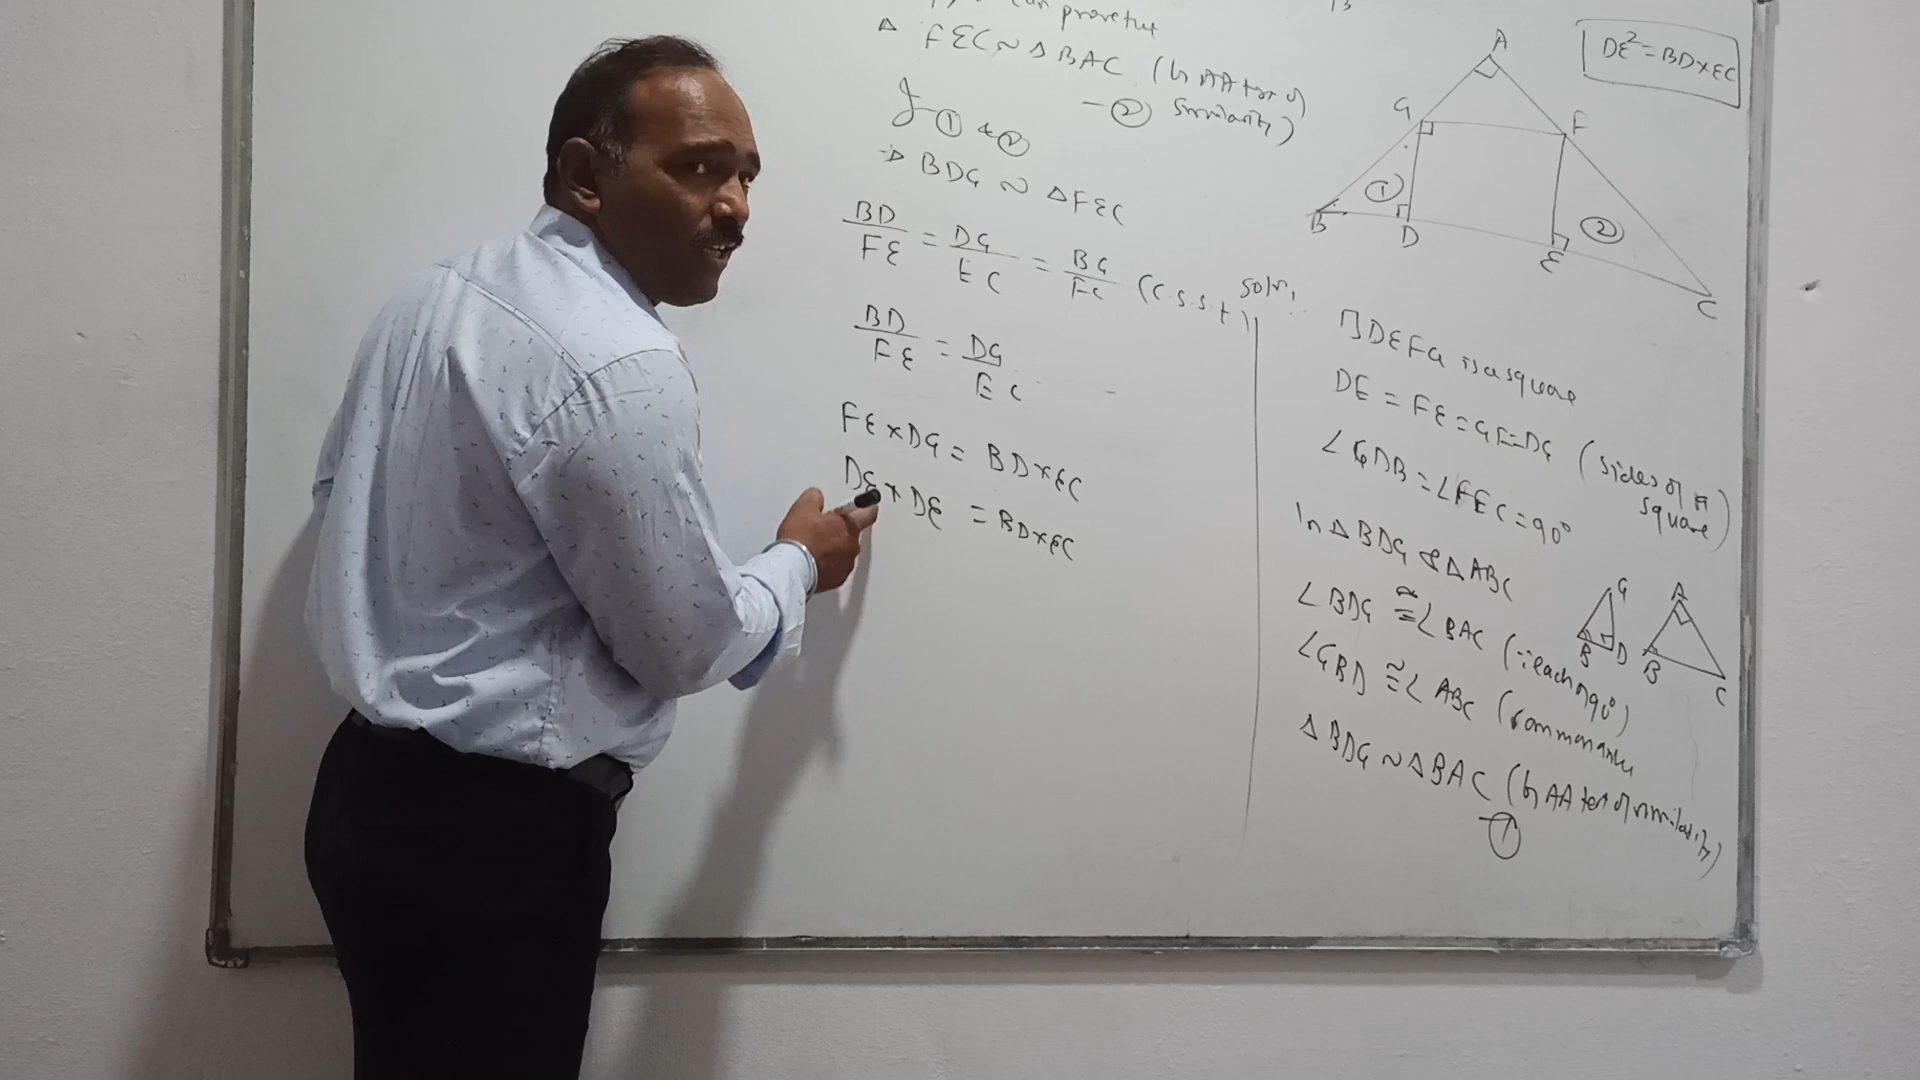 can prove that
Δ FEC ~ Δ BAC (by AA test of
- ② Similarity)
① & ②
→ BDG ~ Δ FEC
BD/FE = DG/EC = BG/FC (c.s.s.t)
BD/FE = DG/EC
FE × DG = BD × EC
DE × DE = BD × EC
DE² = BD × EC
A
G
F
① ②
B
D
E
C
Soln:
□DEFG is a square
DE = FE = GF = DG (sides of a
square)
∠GDB = ∠FEC = 90°
In Δ BDG & Δ ABC
∠BDG ≅ ∠BAC (∵ each of 90°)
∠GBD ≅ ∠ABC (common angle
Δ BDG ~ Δ BAC (by AA test of similarity)
①
G
B
D
A
B
C